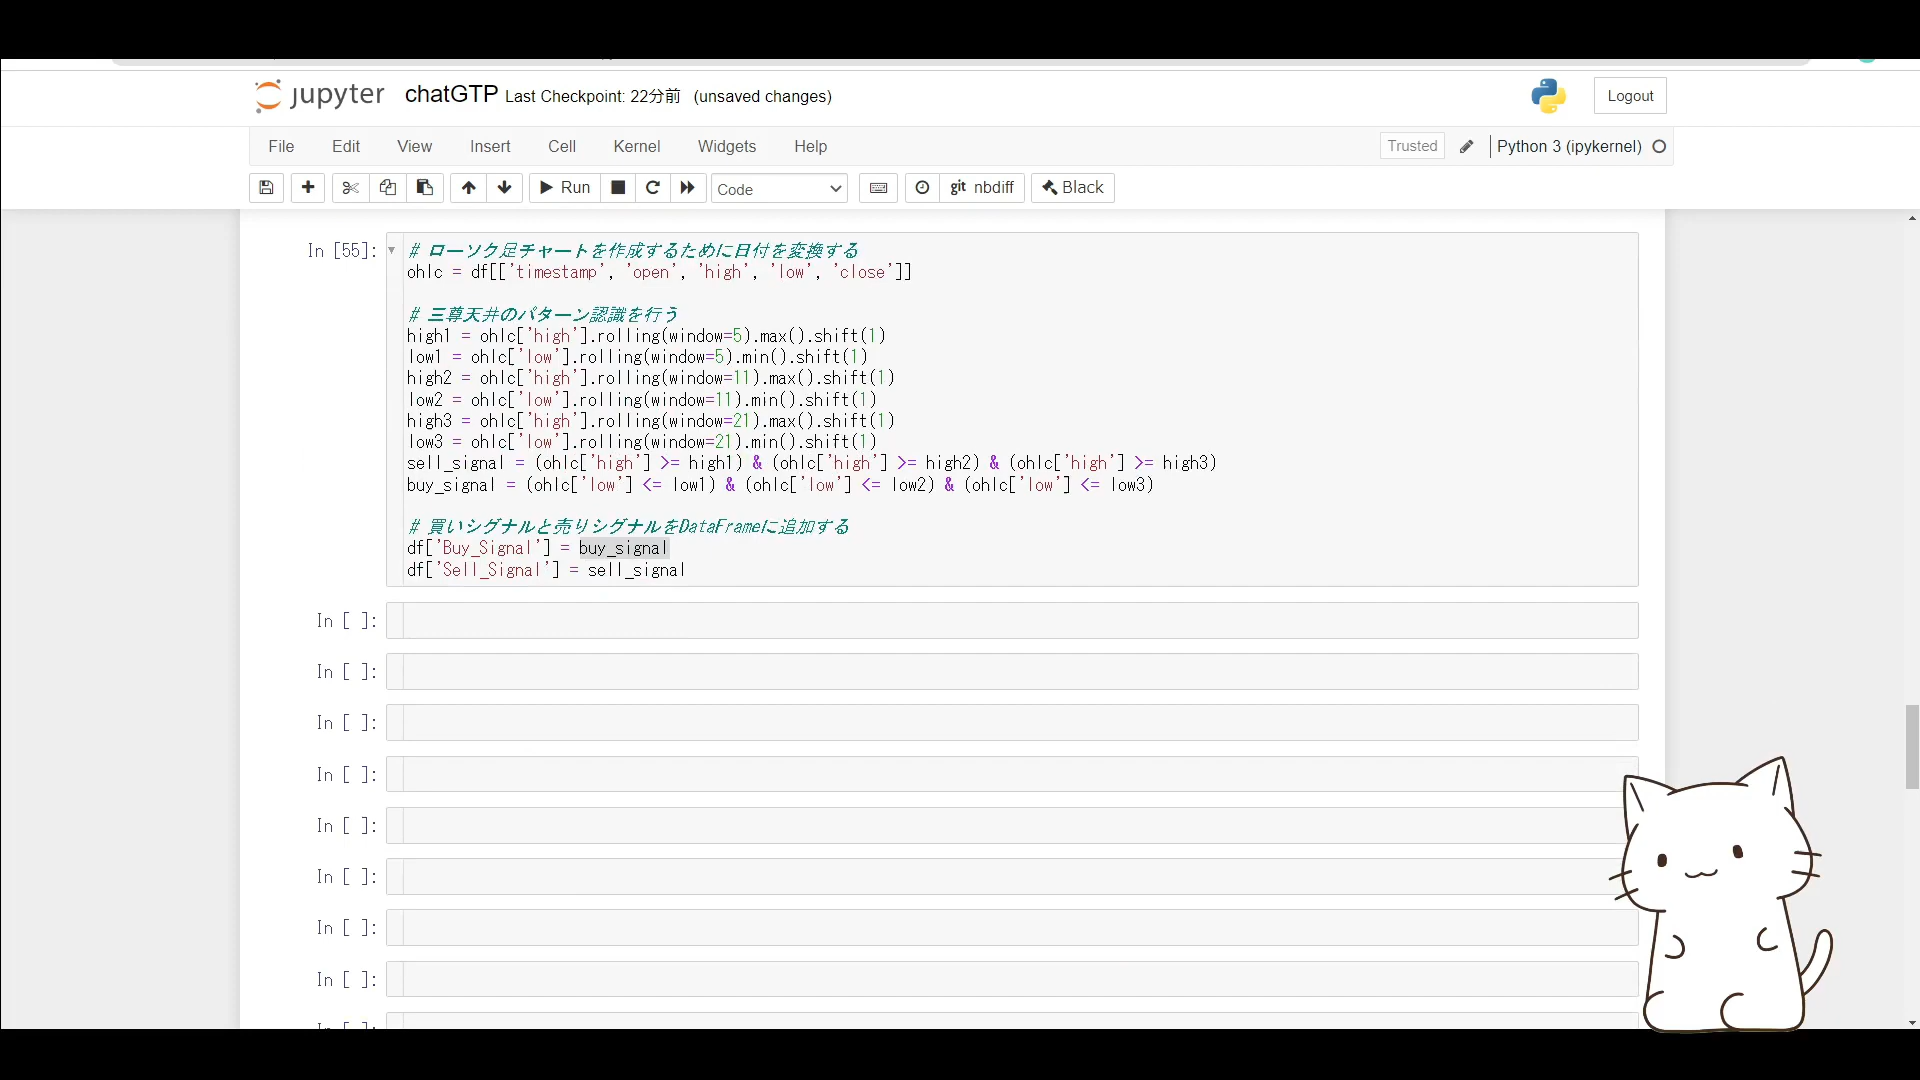 jupyter chatGTP Last Checkpoint: 22分前 (unsaved changes)
Logout
File Edit View Insert Cell Kernel Widgets Help
Trusted Python 3 (ipykernel)
Run Code git nbdiff Black
In [55]:
# ローソク足チャートを作成するために日付を変換する
ohlc = df[['timestamp', 'open', 'high', 'low', 'close']]
# 三尊天井のパターン認識を行う
high1 = ohlc['high'].rolling(window=5).max().shift(1)
low1 = ohlc['low'].rolling(window=5).min().shift(1)
high2 = ohlc['high'].rolling(window=11).max().shift(1)
low2 = ohlc['low'].rolling(window=11).min().shift(1)
high3 = ohlc['high'].rolling(window=21).max().shift(1)
low3 = ohlc['low'].rolling(window=21).min().shift(1)
sell_signal = (ohlc['high'] >= high1) & (ohlc['high'] >= high2) & (ohlc['high'] >= high3)
buy_signal = (ohlc['low'] <= low1) & (ohlc['low'] <= low2) & (ohlc['low'] <= low3)
# 買いシグナルと売りシグナルをDataFrameに追加する
df['Buy_Signal'] = buy_signal
df['Sell_Signal'] = sell_signal
In [ ]:
In [ ]:
In [ ]:
In [ ]:
In [ ]:
In [ ]:
In [ ]:
In [ ]: